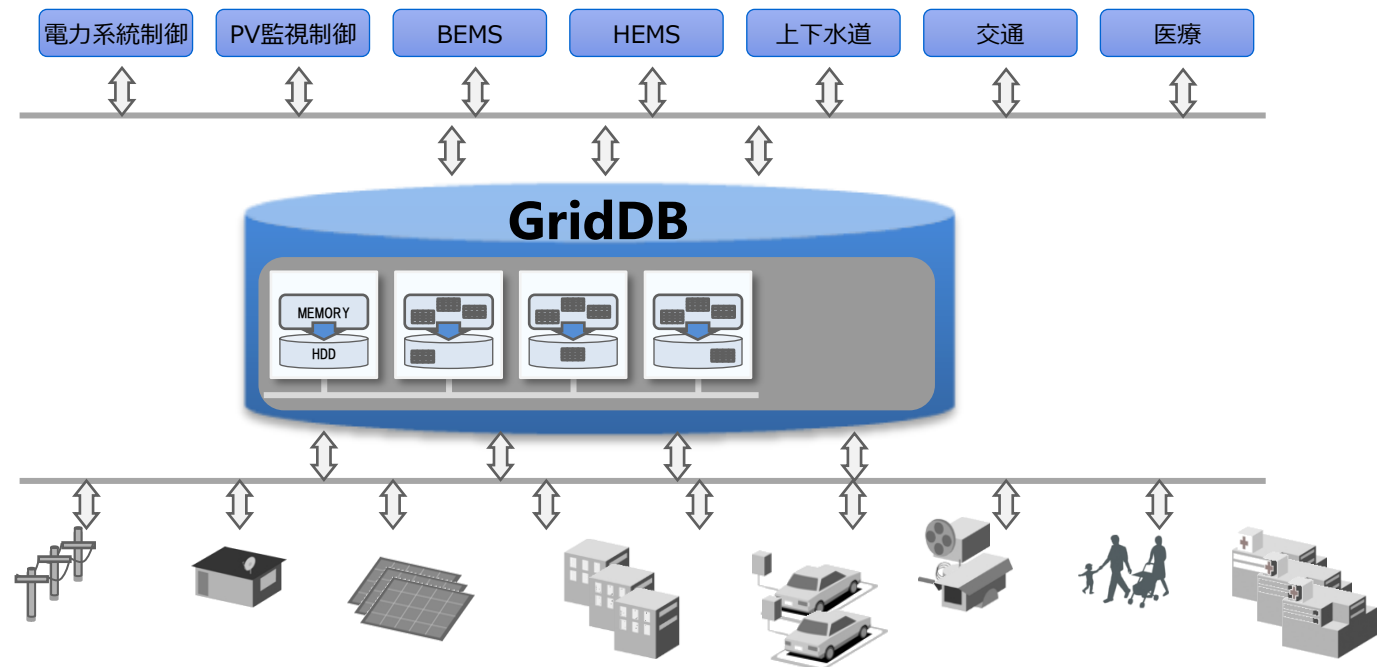 電力系統制御
PV監視制御
BEMS
HEMS
上下水道
交通
医療
GridDB
MEMORY
HDD